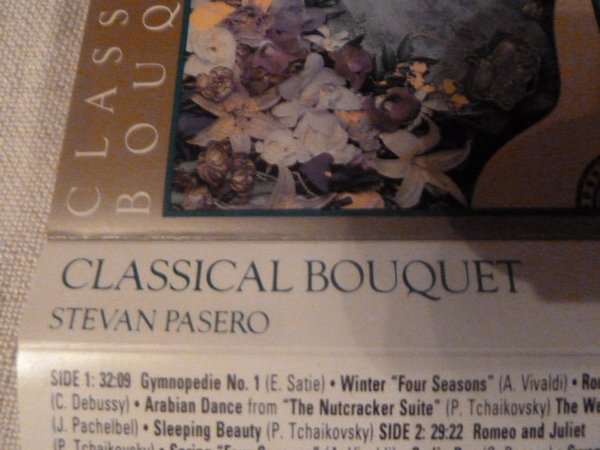 CLASS
BOUQ
CLASSICAL BOUQUET
STEVAN PASERO
SIDE 1: 32:09 Gymnopedie No. 1 (E. Satie) • Winter "Four Seasons" (A. Vivaldi) •
(C. Debussy) • Arabian Dance from "The Nutcracker Suite" (P. Tchaikovsky) The
(J. Pachelbel) • Sleeping Beauty (P. Tchaikovsky) SIDE 2: 29:22 Romeo and Juliet